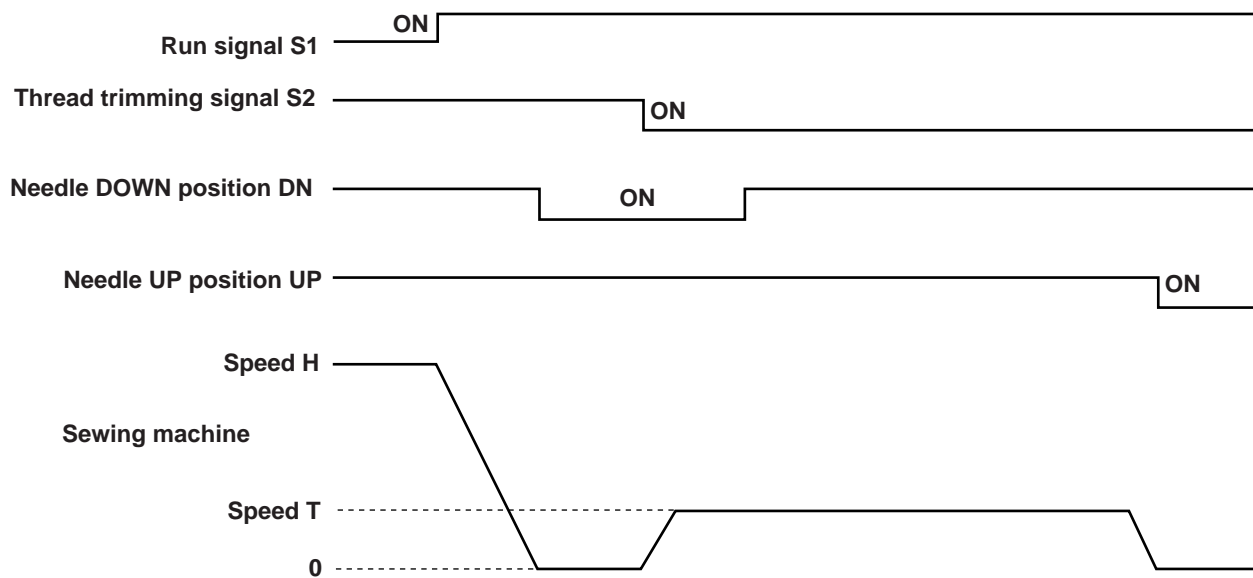 ON
Run signal S1
Thread trimming signal S2
ON
Needle DOWN position DN
ON
Needle UP position UP
ON
Speed H
Sewing machine
Speed T
0